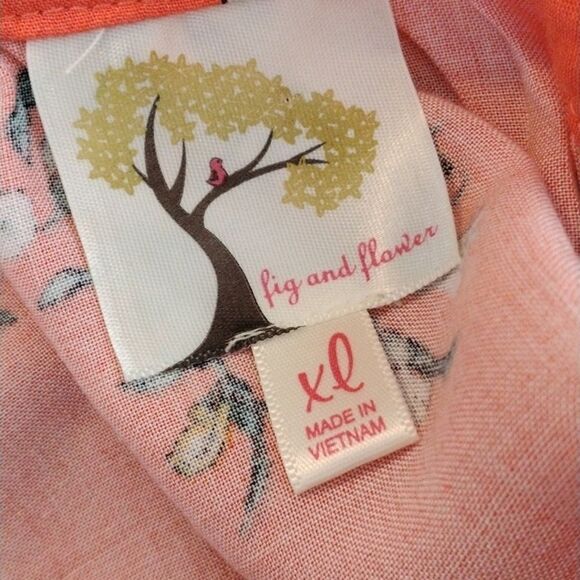 fig and flower
xl
MADE IN
VIETNAM